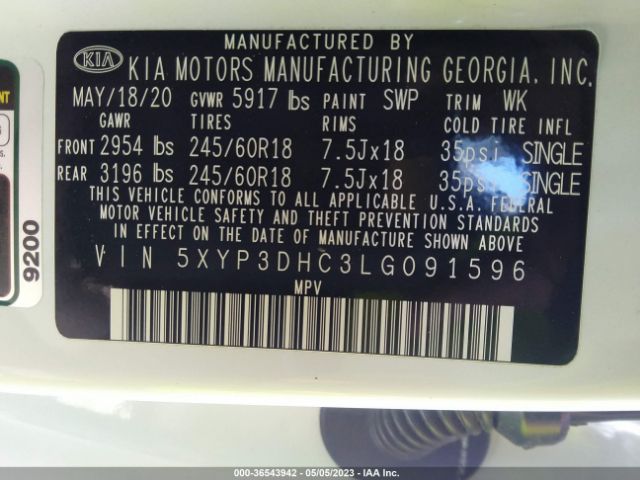 MANUFACTURED BY
KIA KIA MOTORS MANUFACTURING GEORGIA, INC.
MAY/18/20 GVWR 5917 lbs PAINT SWP TRIM WK
GAWR TIRES RIMS COLD TIRE INFL
FRONT 2954 lbs 245/60R18 7.5Jx18 35psi SINGLE
REAR 3196 lbs 245/60R18 7.5Jx18 35psi SINGLE
THIS VEHICLE CONFORMS TO ALL APPLICABLE U.S.A. FEDERAL
MOTOR VEHICLE SAFETY AND THEFT PREVENTION STANDARDS
IN EFFECT ON THE DATE OF MANUFACTURE SHOWN ABOVE.
VIN 5XYP3DHC3LG091596
MPV
9200
000-36543942 - 05/05/2023 - IAA Inc.